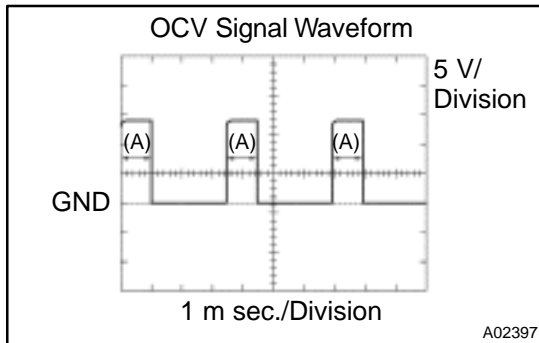 OCV Signal Waveform
5 V/
Division
(A) (A) (A)
GND
1 m sec./Division
A02397